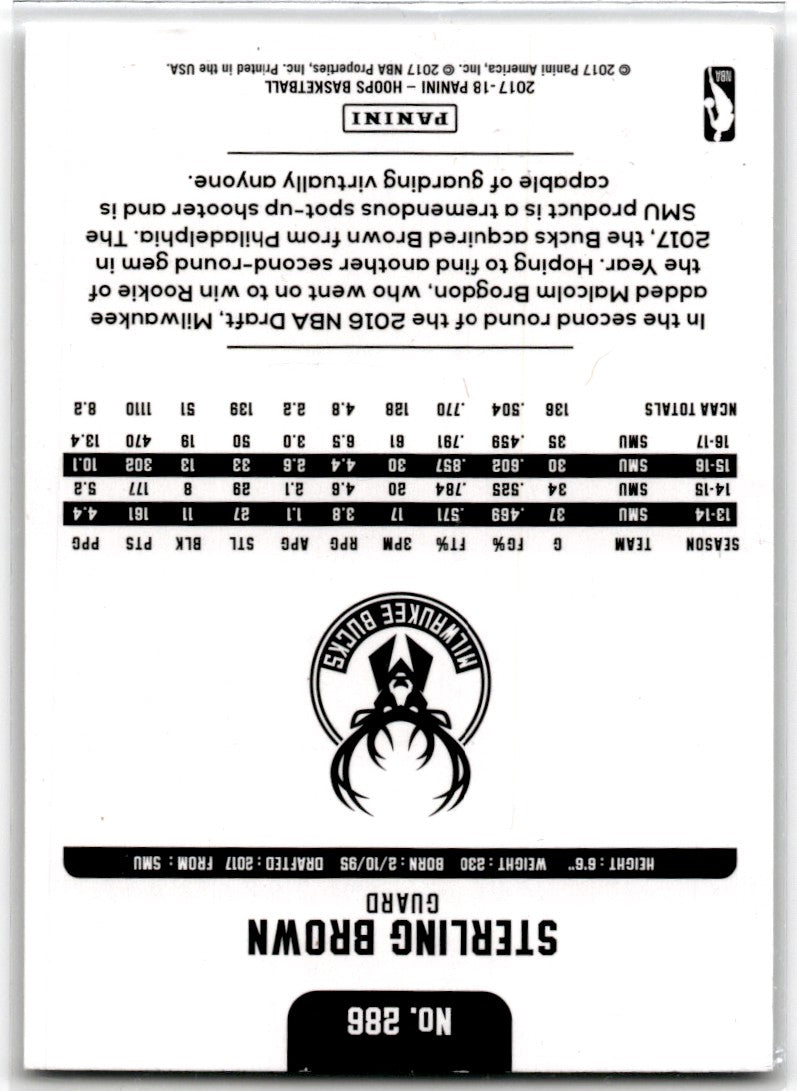 No. 286
STERLING BROWN
GUARD
HEIGHT: 6'6" WEIGHT: 230 BORN: 2/10/95 DRAFTED: 2017 FROM: SMU
MILWAUKEE BUCKS
SEASON TEAM G FG% FT% 3PM RPG APG STL BLK PTS PPG
13-14 SMU 37 .469 .571 17 3.8 1.1 27 11 161 4.4
14-15 SMU 34 .525 .784 20 4.6 2.1 29 8 177 5.2
15-16 SMU 30 .602 .857 30 4.4 2.6 33 13 302 10.1
16-17 SMU 35 .459 .791 61 6.5 3.0 50 19 470 13.4
NCAA TOTALS 136 .504 .770 128 4.8 2.2 139 51 1110 8.2
In the second round of the 2016 NBA Draft, Milwaukee
added Malcolm Brogdon, who went on to win Rookie of
the Year. Hoping to find another second-round gem in
2017, the Bucks acquired Brown from Philadelphia. The
SMU product is a tremendous spot-up shooter and is
capable of guarding virtually anyone.
PANINI
2017-18 PANINI – HOOPS BASKETBALL
© 2017 Panini America, Inc. © 2017 NBA Properties, Inc. Printed in the USA.
NBA